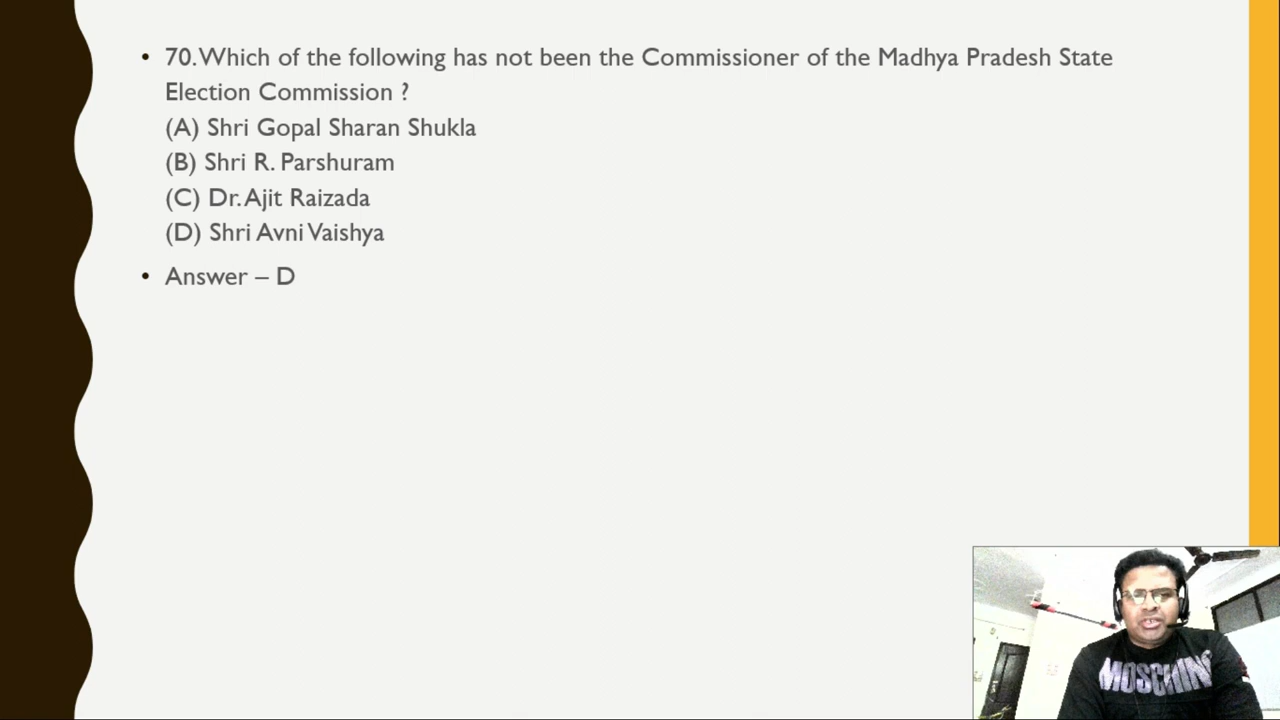 • 70. Which of the following has not been the Commissioner of the Madhya Pradesh State
Election Commission ?
(A) Shri Gopal Sharan Shukla
(B) Shri R. Parshuram
(C) Dr. Ajit Raizada
(D) Shri Avni Vaishya
• Answer – D
MOSCHINO